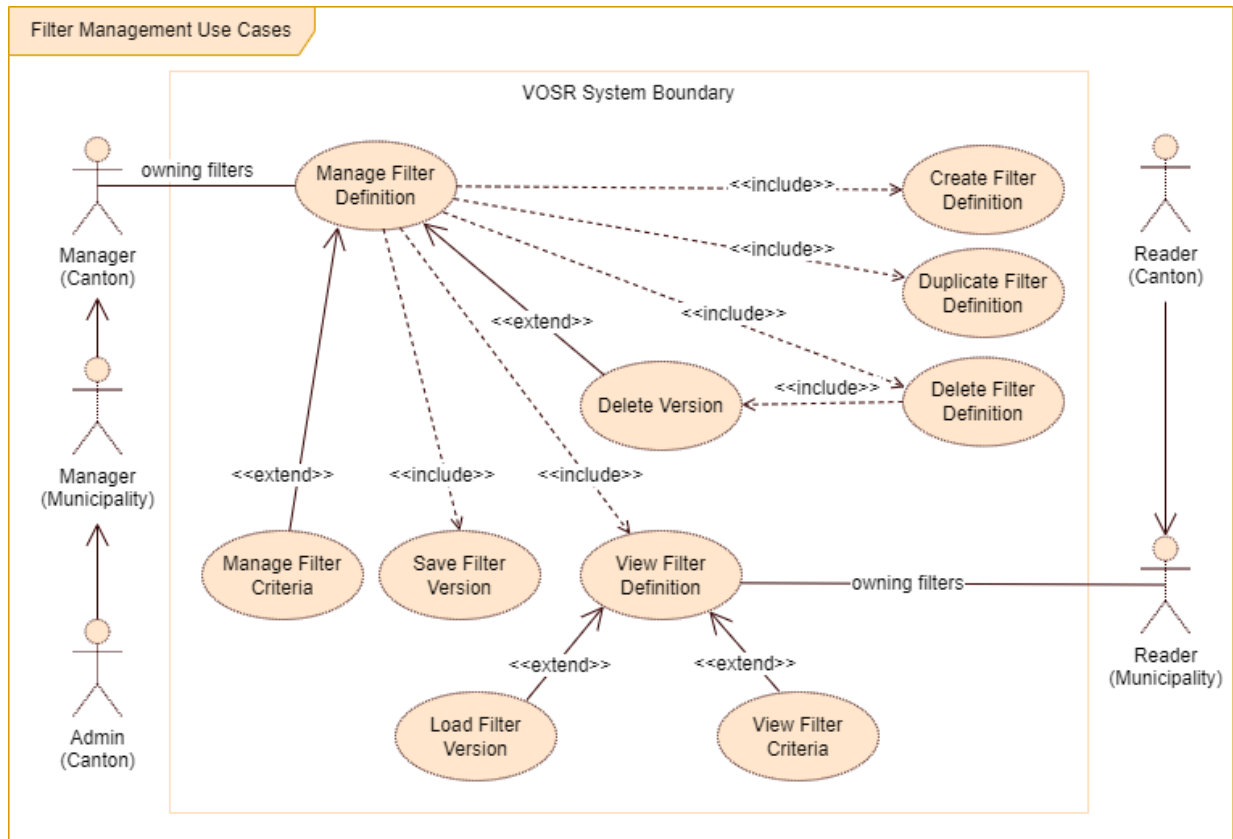 Filter Management Use Cases
VOSR System Boundary
owning filters
Manage Filter
Definition
<<include>>
Create Filter
Definition
Manager
(Canton)
Reader
(Canton)
<<include>>
Duplicate Filter
Definition
<<extend>>
<<include>>
Delete Version
<<include>>
Delete Filter
Definition
Manager
(Municipality)
<<extend>>
<<include>>
<<include>>
Manage Filter
Criteria
Save Filter
Version
View Filter
Definition
owning filters
<<extend>>
<<extend>>
Reader
(Municipality)
Load Filter
Version
View Filter
Criteria
Admin
(Canton)